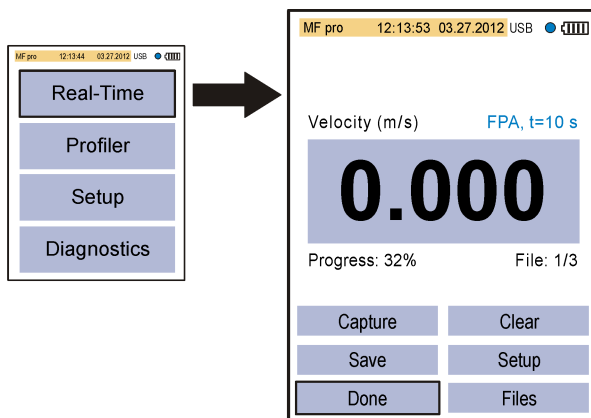 MF pro 12:13:44 03.27.2012 USB
Real-Time
Profiler
Setup
Diagnostics
MF pro 12:13:53 03.27.2012 USB
Velocity (m/s) FPA, t=10 s
0.000
Progress: 32% File: 1/3
Capture Clear
Save Setup
Done Files